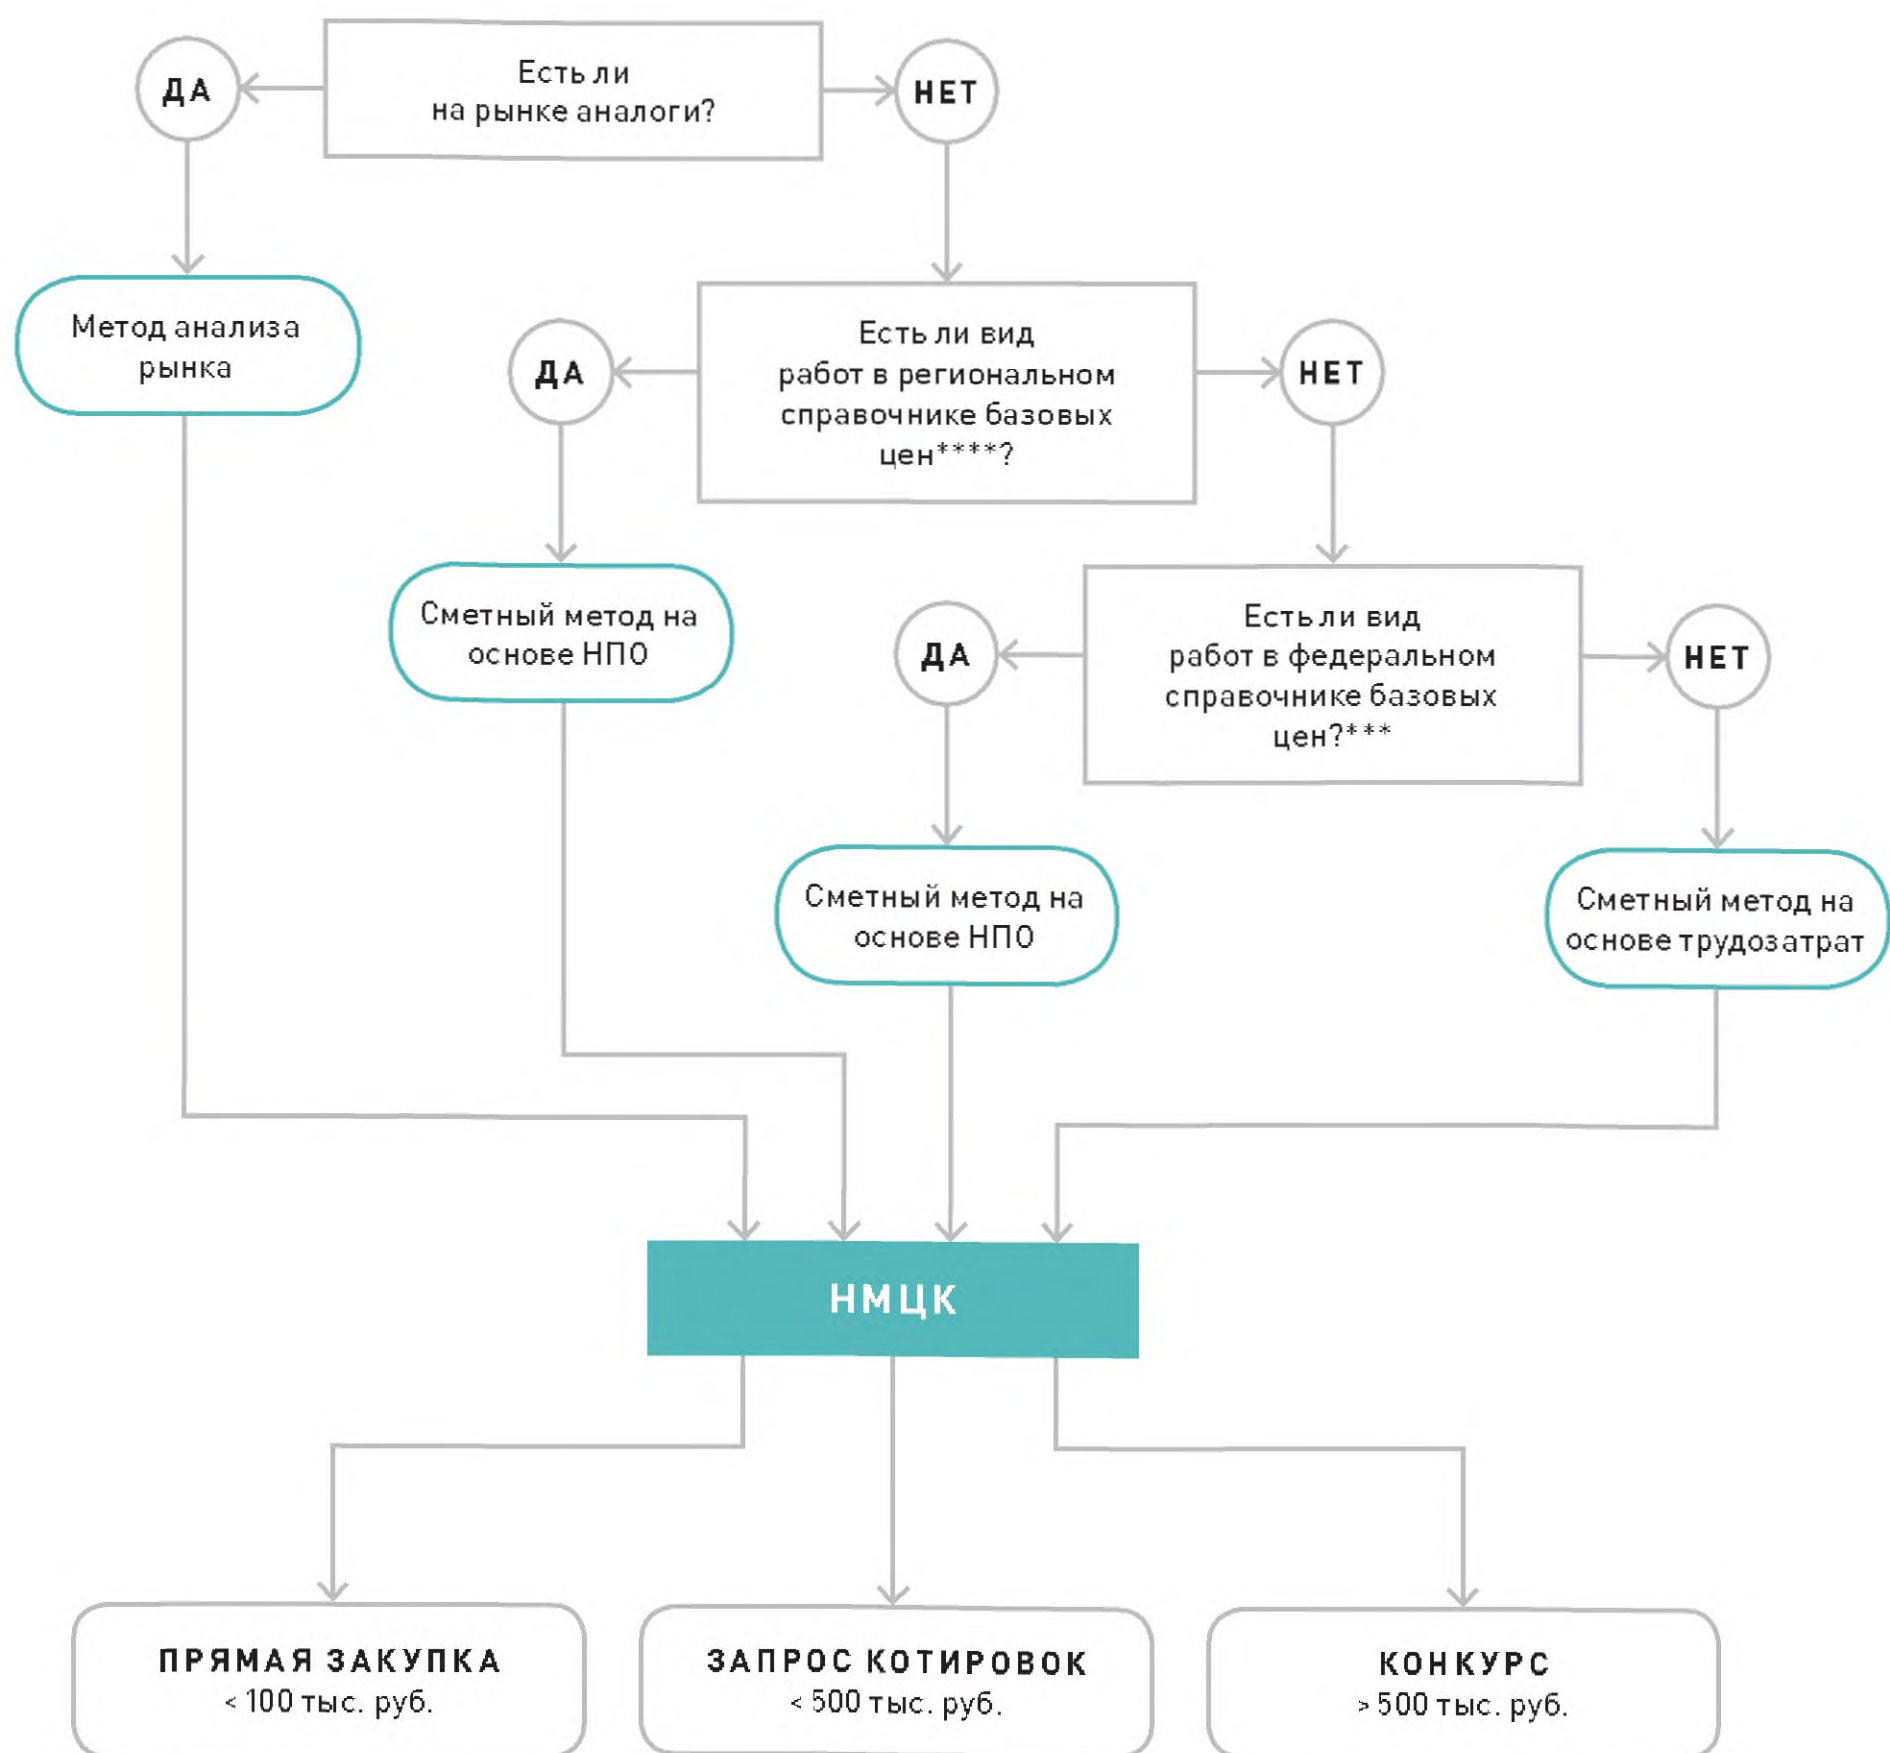 ДА
Есть ли
на рынке аналоги?
НЕТ
Метод анализа
рынка
ДА
Есть ли вид
работ в региональном
справочнике базовых
цен****?
НЕТ
Сметный метод на
основе НПО
ДА
Есть ли вид
работ в федеральном
справочнике базовых
цен?***
НЕТ
Сметный метод на
основе НПО
Сметный метод на
основе трудозатрат
НМЦК
ПРЯМАЯ ЗАКУПКА
< 100 тыс. руб.
ЗАПРОС КОТИРОВОК
< 500 тыс. руб.
КОНКУРС
> 500 тыс. руб.